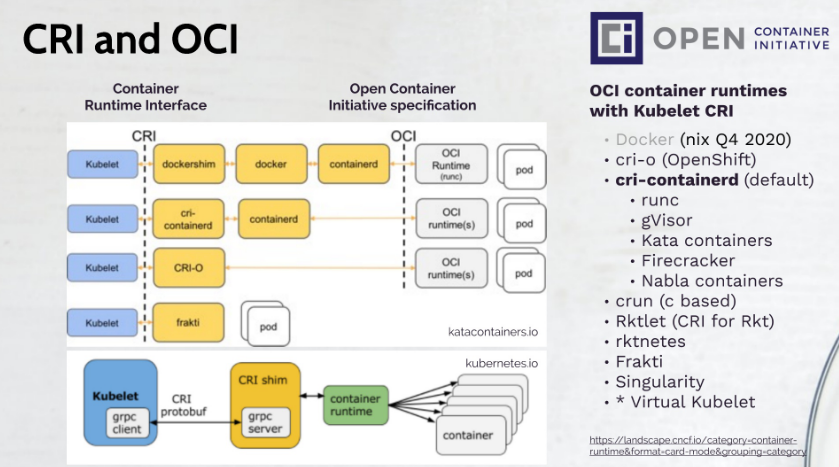 CRI and OCI
Ci OPEN CONTAINER
INITIATIVE
Container
Runtime Interface
Open Container
Initiative specification
CRI
OCI
Kubelet
dockershim
docker
containerd
OCI
Runtime
(runc)
pod
Kubelet
cri-
containerd
containerd
OCI
runtime(s)
pod
Kubelet
CRI-O
OCI
runtime(s)
pod
Kubelet
frakti
pod
katacontainers.io
kubernetes.io
Kubelet
grpc
client
CRI
protobuf
CRI shim
grpc
server
container
runtime
container
OCI container runtimes
with Kubelet CRI
• Docker (nix Q4 2020)
• cri-o (OpenShift)
• cri-containerd (default)
• runc
• gVisor
• Kata containers
• Firecracker
• Nabla containers
• crun (c based)
• Rktlet (CRI for Rkt)
• rktnetes
• Frakti
• Singularity
• * Virtual Kubelet
https://landscape.cncf.io/category=container-
runtime&format=card-mode&grouping=category